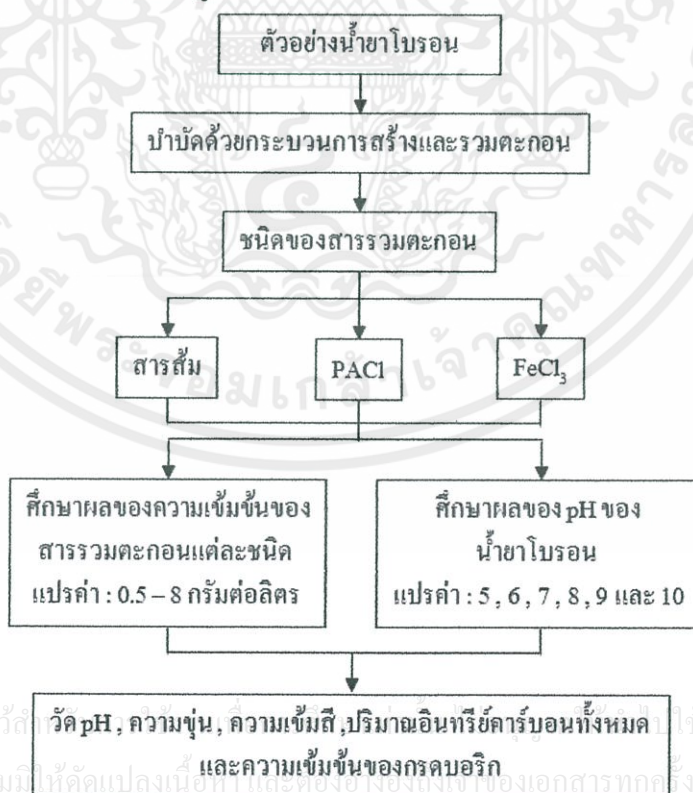 ตัวอย่างน้ำยาโบรอน
บำบัดด้วยกระบวนการสร้างและรวมตะกอน
ชนิดของสารรวมตะกอน
สารส้ม
PACl
FeCl₃
ศึกษาผลของความเข้มข้นของ
สารรวมตะกอนแต่ละชนิด
แปรค่า : 0.5 – 8 กรัมต่อลิตร
ศึกษาผลของ pH ของ
น้ำยาโบรอน
แปรค่า : 5 , 6 , 7 , 8 , 9 และ 10
วัด pH , ความขุ่น , ความเข้มสี ,ปริมาณอินทรีย์คาร์บอนทั้งหมด
และความเข้มข้นของกรดบอริก